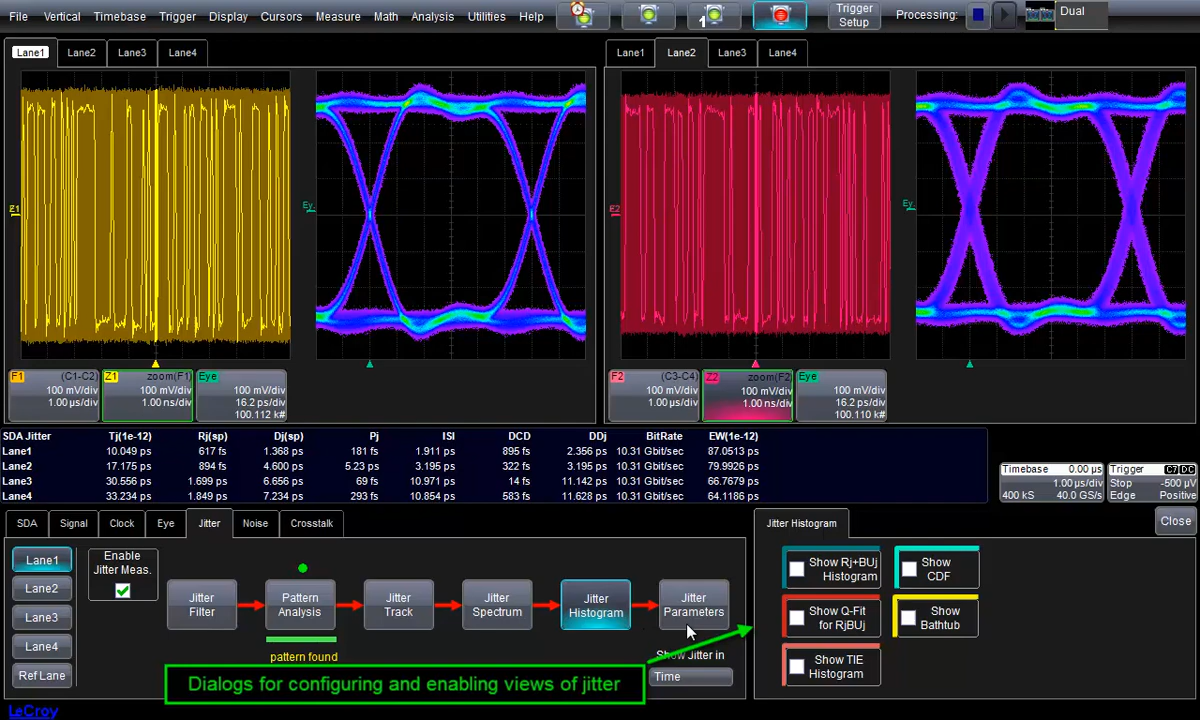 File Vertical Timebase Trigger Display Cursors Measure Math Analysis Utilities Help 1 Trigger Setup Processing: Dual
Lane1 Lane2 Lane3 Lane4
Lane1 Lane2 Lane3 Lane4
Z1
Ey
Z2
Ey
F1 (C1-C2)
100 mV/div
1.00 µs/div
Z1 zoom(F1)
100 mV/div
1.00 ns/div
Eye
100 mV/div
16.2 ps/div
100.112 k#
F2 (C3-C4)
100 mV/div
1.00 µs/div
Z2 zoom(F2)
100 mV/div
1.00 ns/div
Eye
100 mV/div
16.2 ps/div
100.110 k#
SDA Jitter Tj(1e-12) Rj(sp) Dj(sp) Pj ISI DCD DDj BitRate EW(1e-12)
Lane1 10.049 ps 617 fs 1.368 ps 181 fs 1.911 ps 895 fs 2.356 ps 10.31 Gbit/sec 87.0513 ps
Lane2 17.175 ps 894 fs 4.600 ps 5.23 ps 3.195 ps 322 fs 3.195 ps 10.31 Gbit/sec 79.9926 ps
Lane3 30.556 ps 1.699 ps 6.656 ps 69 fs 10.971 ps 14 fs 11.142 ps 10.31 Gbit/sec 66.7679 ps
Lane4 33.234 ps 1.849 ps 7.234 ps 293 fs 10.854 ps 583 fs 11.628 ps 10.31 Gbit/sec 64.1186 ps
Timebase 0.00 µs
1.00 µs/div
400 kS 40.0 GS/s
Trigger C7 DC
Stop -500 µV
Edge Positive
SDA Signal Clock Eye Jitter Noise Crosstalk
Jitter Histogram
Close
Lane1
Lane2
Lane3
Lane4
Ref Lane
Enable
Jitter Meas.
Jitter
Filter
Pattern
Analysis
pattern found
Jitter
Track
Jitter
Spectrum
Jitter
Histogram
Jitter
Parameters
Show Jitter in
Time
Show Rj+BUj
Histogram
Show
CDF
Show Q-Fit
for RjBUj
Show
Bathtub
Show TIE
Histogram
Dialogs for configuring and enabling views of jitter
LeCroy